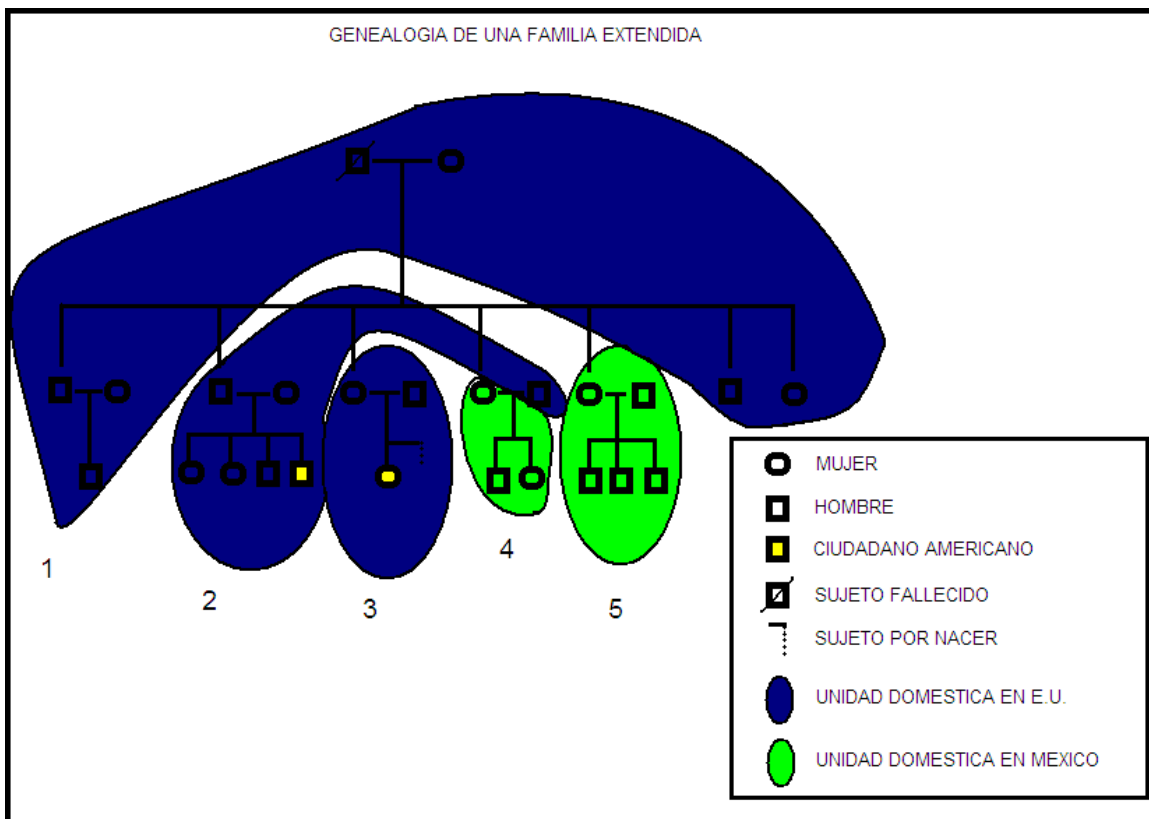 GENEALOGIA DE UNA FAMILIA EXTENDIDA
1
2
3
4
5
MUJER
HOMBRE
CIUDADANO AMERICANO
SUJETO FALLECIDO
SUJETO POR NACER
UNIDAD DOMESTICA EN E.U.
UNIDAD DOMESTICA EN MEXICO